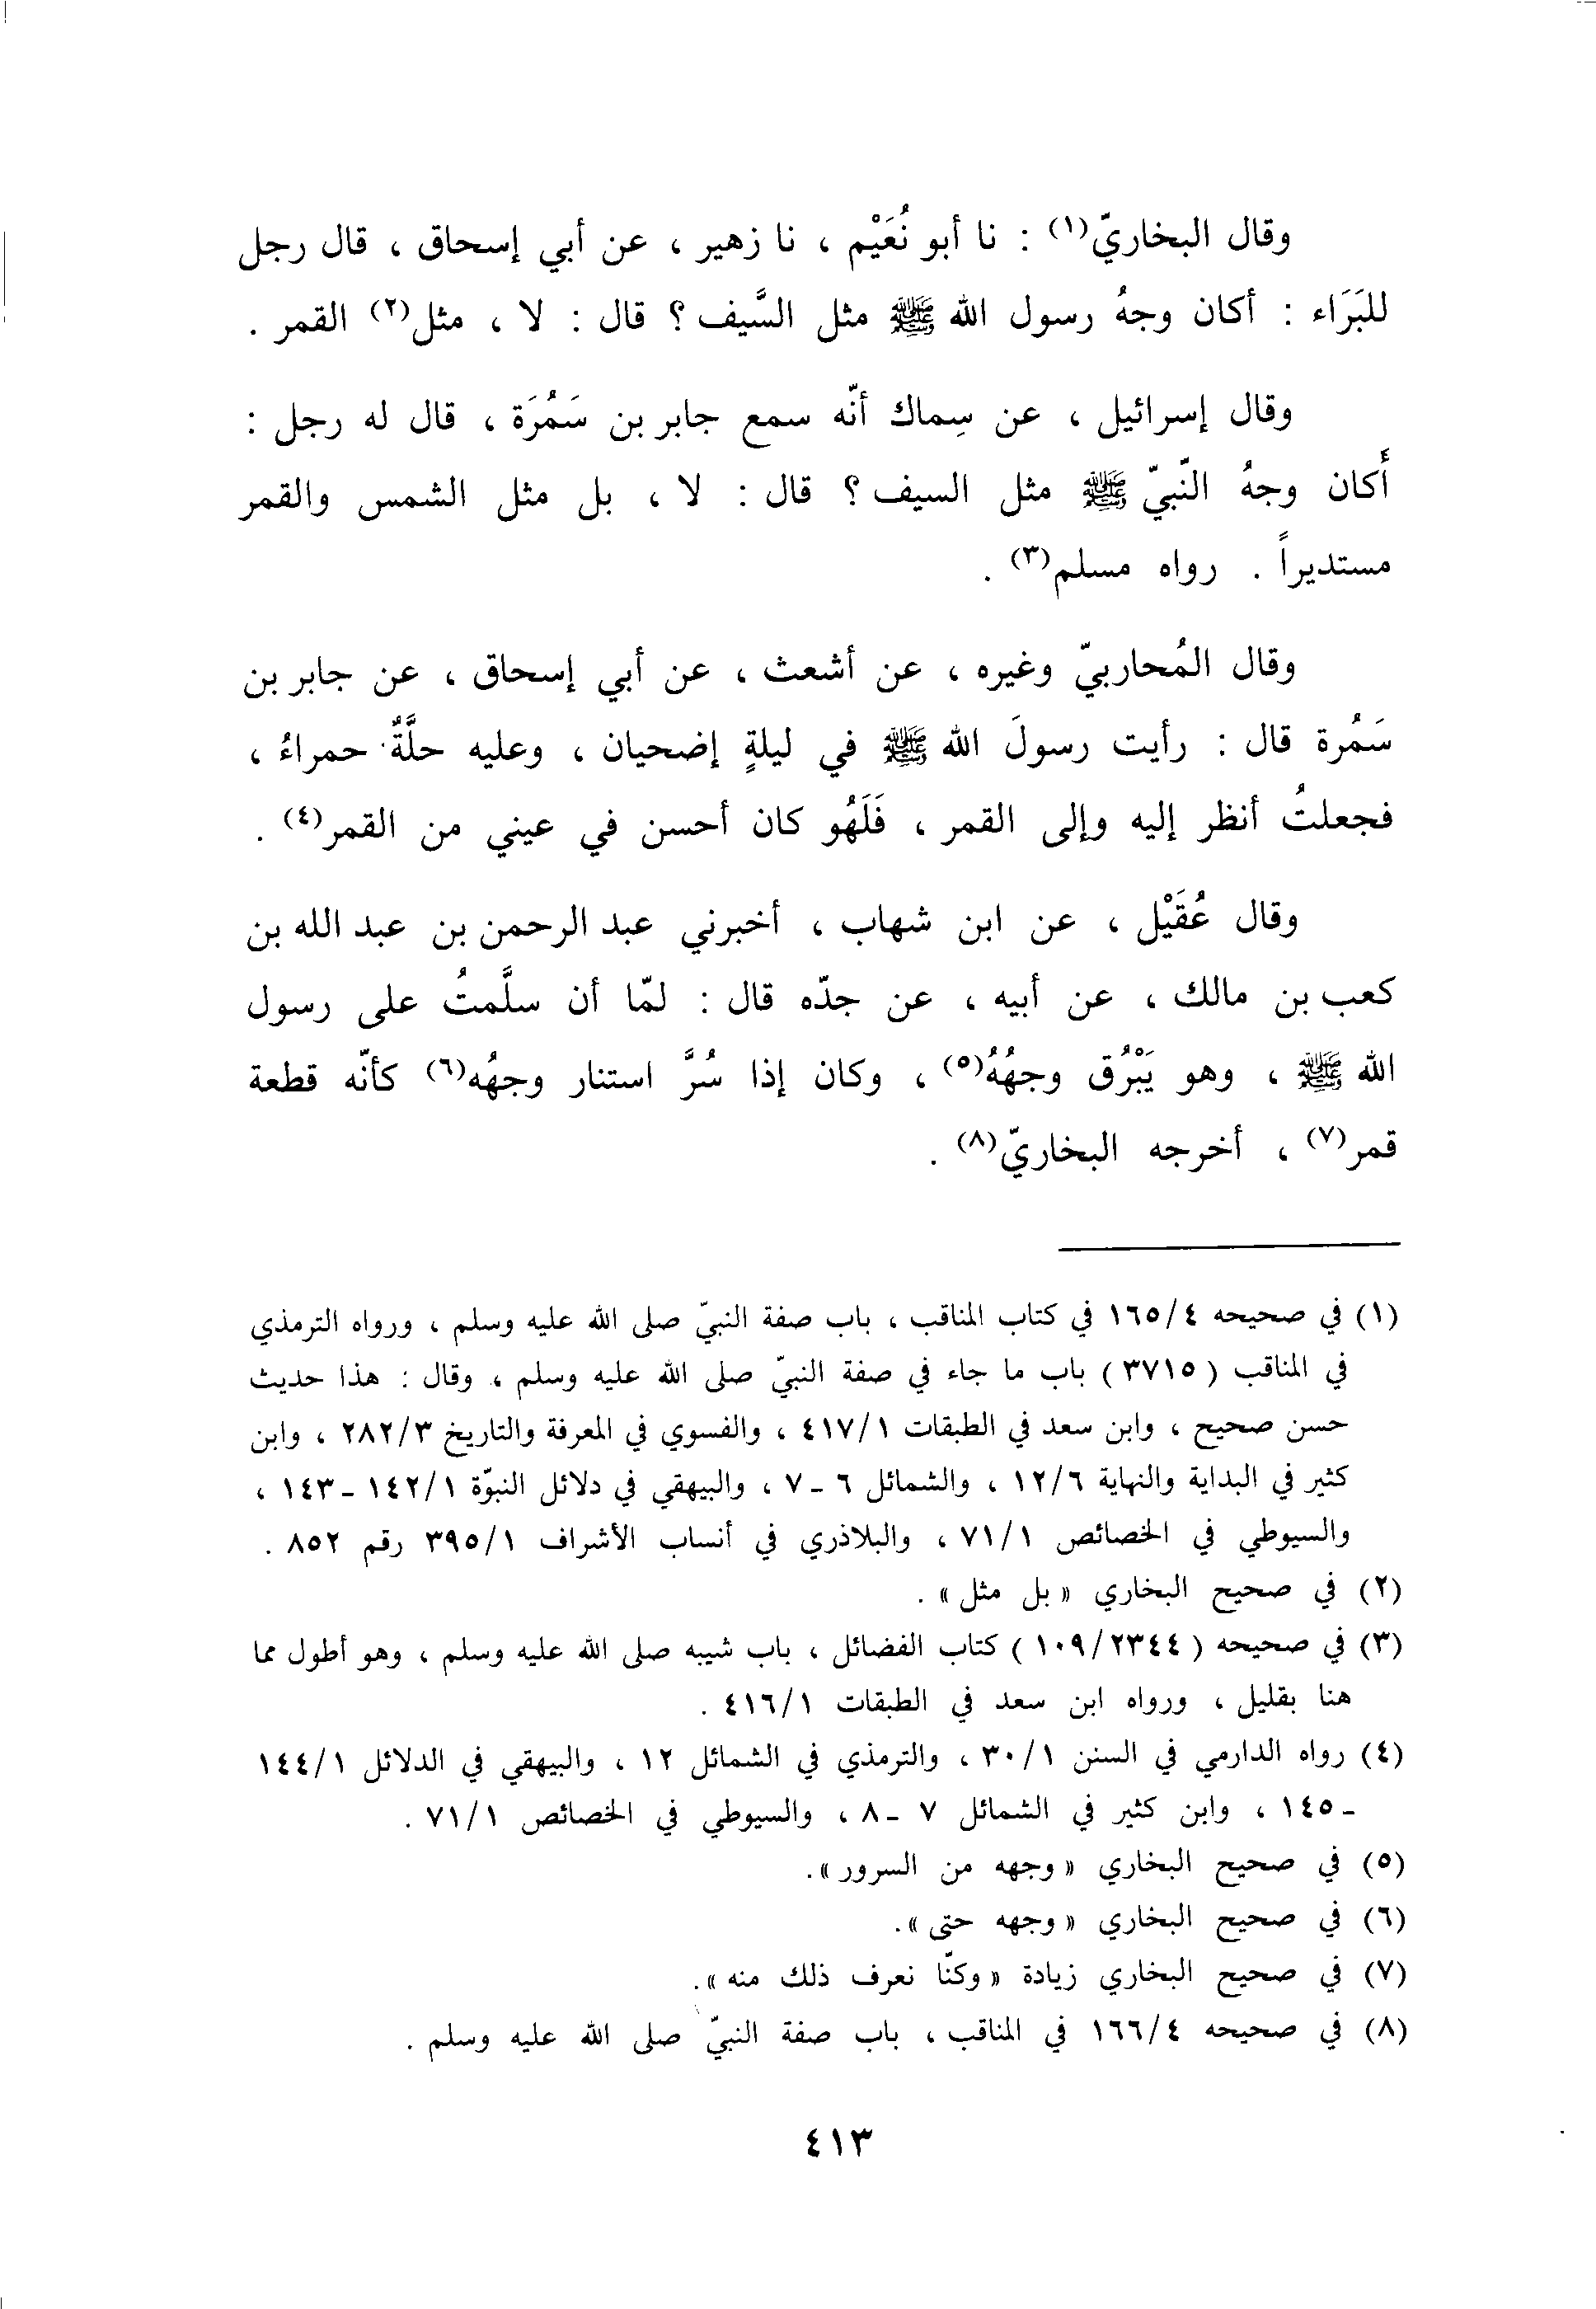 وقال البخاريّ(١) : نا أبو نُعَيْم ، نا زهير ، عن أبي إسحاق ، قال رجل
للبَرَاء : أكان وجهُ رسول الله ﷺ مثل السَّيف ؟ قال : لا ، مثل(٢) القمر .
وقال إسرائيل ، عن سِماك أنّه سمع جابر بن سَمُرَة ، قال له رجل :
أَكان وجهُ النّبيّ ﷺ مثل السيف ؟ قال : لا ، بل مثل الشمس والقمر
مستديراً . رواه مسلم(٣) .
وقال المُحاربيّ وغيره ، عن أشعث ، عن أبي إسحاق ، عن جابر بن
سَمُرة قال : رأيت رسولَ الله ﷺ في ليلةٍ إضحيان ، وعليه حلَّةٌ حمراءُ ،
فجعلتُ أنظر إليه وإلى القمر ، فَلَهُو كان أحسن في عيني من القمر(٤) .
وقال عُقَيْل ، عن ابن شهاب ، أخبرني عبد الرحمن بن عبد الله بن
كعب بن مالك ، عن أبيه ، عن جدّه قال : لمّا أن سلَّمتُ على رسول
الله ﷺ ، وهو يَبْرُق وجهُهُ(٥) ، وكان إذا سُرَّ استنار وجهُه(٦) كأنّه قطعة
قمر(٧) ، أخرجه البخاريّ(٨) .
(١) في صحيحه ١٦٥/٤ في كتاب المناقب ، باب صفة النبيّ صلى الله عليه وسلم ، ورواه الترمذي
في المناقب ( ٣٧١٥ ) باب ما جاء في صفة النبيّ صلى الله عليه وسلم ، وقال : هذا حديث
حسن صحيح ، وابن سعد في الطبقات ٤١٧/١ ، والفسوي في المعرفة والتاريخ ٢٨٢/٣ ، وابن
كثير في البداية والنهاية ١٢/٦ ، والشمائل ٦ ـ ٧ ، والبيهقي في دلائل النبوّة ١٤٢/١ ـ ١٤٣ ،
والسيوطي في الخصائص ٧١/١ ، والبلاذري في أنساب الأشراف ٣٩٥/١ رقم ٨٥٢ .
(٢) في صحيح البخاري « بل مثل » .
(٣) في صحيحه ( ١٠٩/٢٣٤٤ ) كتاب الفضائل ، باب شيبه صلى الله عليه وسلم ، وهو أطول مما
هنا بقليل ، ورواه ابن سعد في الطبقات ٤١٦/١ .
(٤) رواه الدارمي في السنن ٣٠/١ ، والترمذي في الشمائل ١٢ ، والبيهقي في الدلائل ١٤٤/١
ـ ١٤٥ ، وابن كثير في الشمائل ٧ ـ ٨ ، والسيوطي في الخصائص ٧١/١ .
(٥) في صحيح البخاري « وجهه من السرور » .
(٦) في صحيح البخاري « وجهه حتى » .
(٧) في صحيح البخاري زيادة « وكنّا نعرف ذلك منه » .
(٨) في صحيحه ١٦٦/٤ في المناقب ، باب صفة النبيّ صلى الله عليه وسلم .
٤١٣